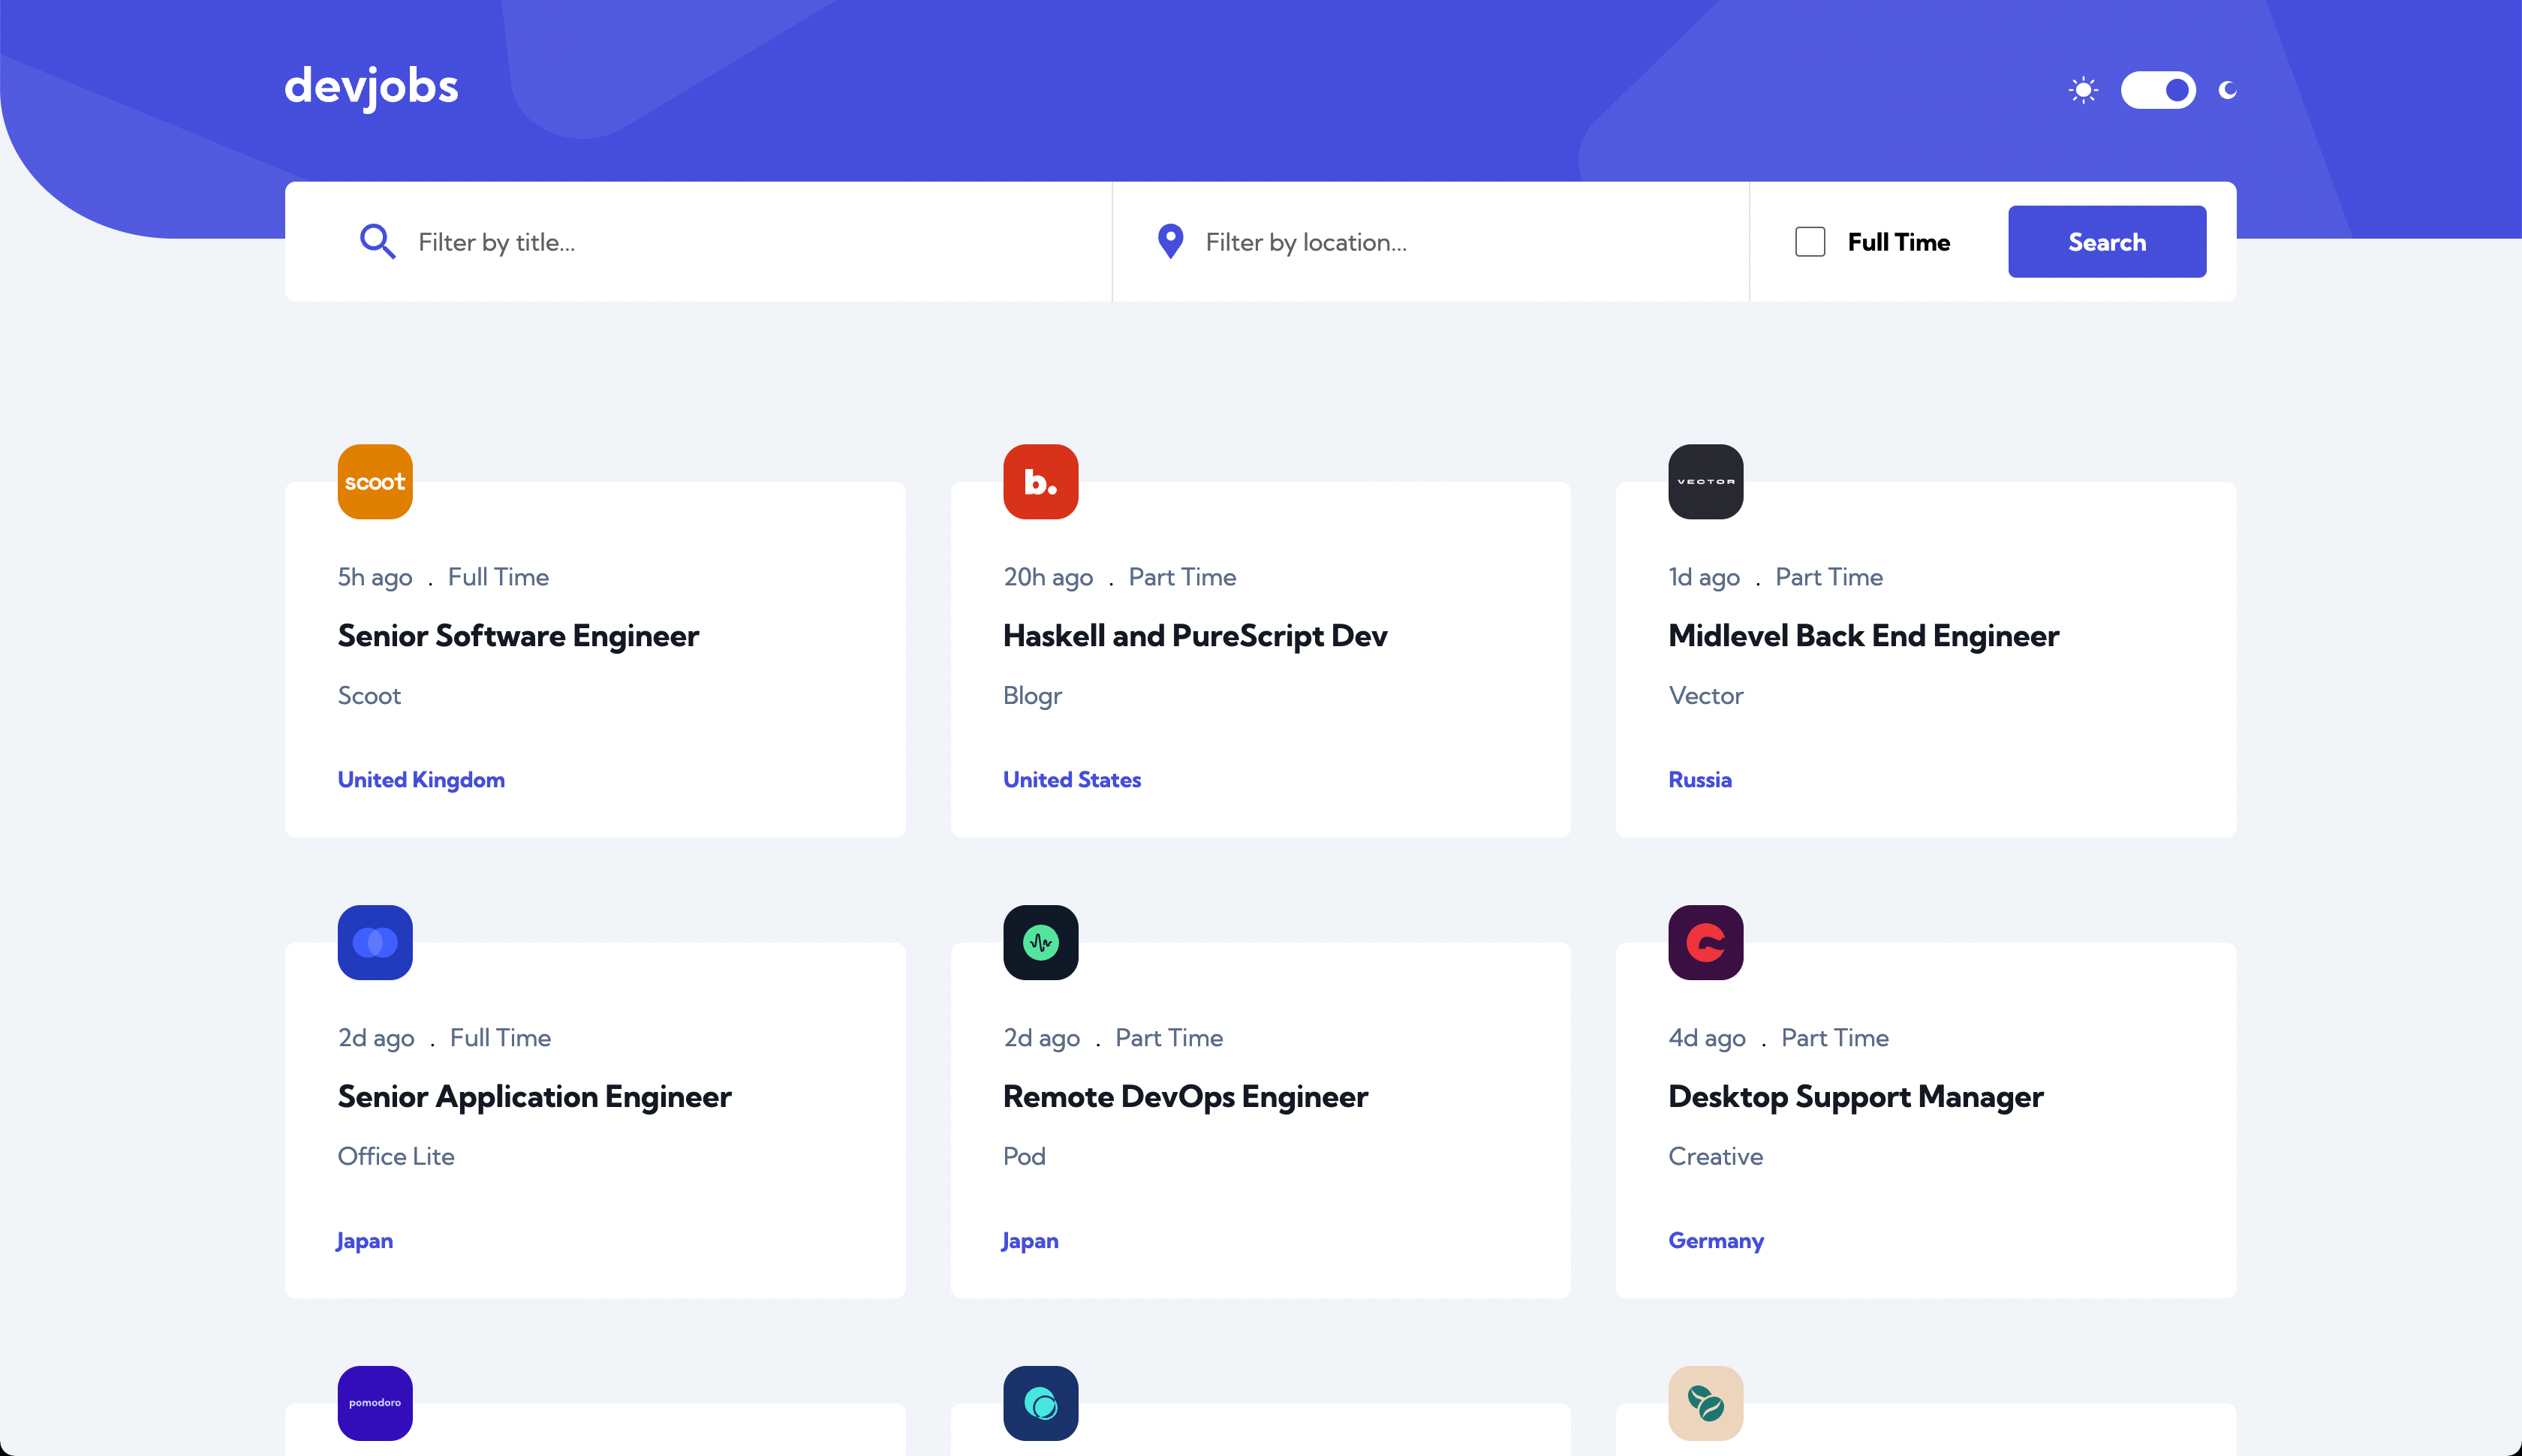 devjobs
Filter by title...
Filter by location...
Full Time
Search
scoot
b.
VECTOR
5h ago . Full Time
Senior Software Engineer
Scoot
United Kingdom
20h ago . Part Time
Haskell and PureScript Dev
Blogr
United States
1d ago . Part Time
Midlevel Back End Engineer
Vector
Russia
2d ago . Full Time
Senior Application Engineer
Office Lite
Japan
2d ago . Part Time
Remote DevOps Engineer
Pod
Japan
4d ago . Part Time
Desktop Support Manager
Creative
Germany
pomodoro